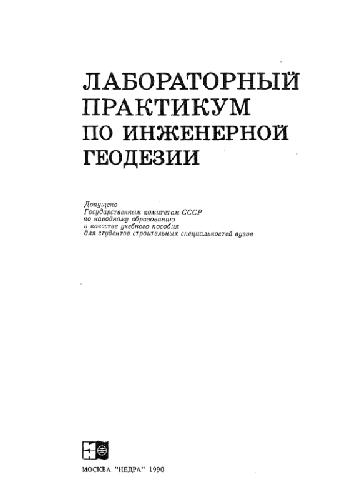 ЛАБОРАТОРНЫЙ
ПРАКТИКУМ
ПО ИНЖЕНЕРНОЙ
ГЕОДЕЗИИ
Допущено
Государственным комитетом СССР
по народному образованию
в качестве учебного пособия
для студентов строительных специальностей вузов
МОСКВА "НЕДРА" 1990